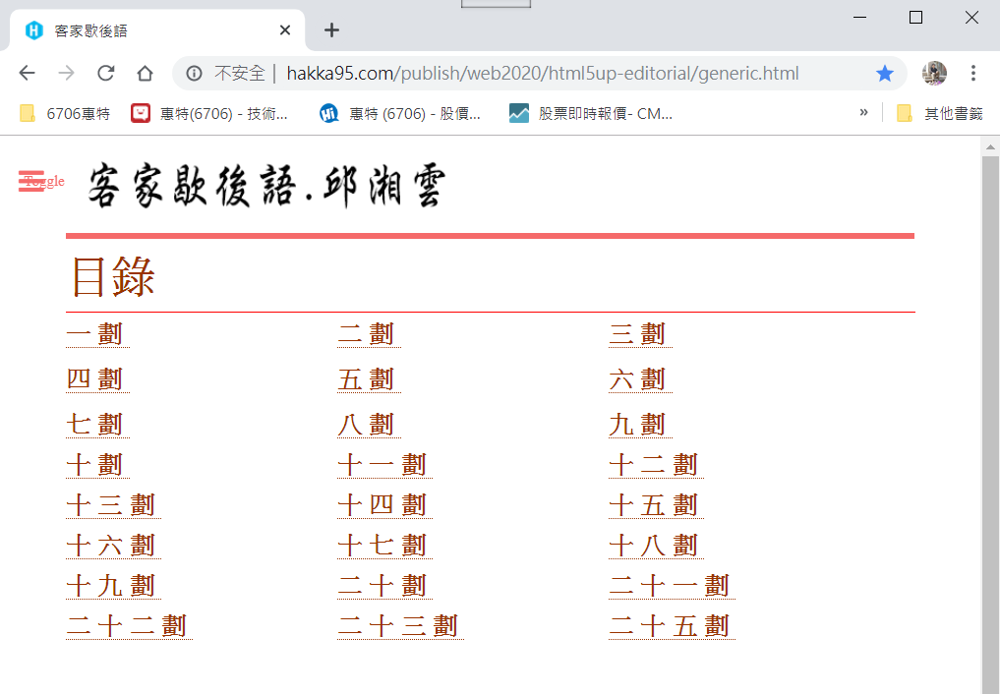 客家歇後語
不安全 | hakka95.com/publish/web2020/html5up-editorial/generic.html
6706惠特 惠特(6706) - 技術... 惠特 (6706) - 股價... 股票即時報價- CM... » 其他書籤
Toggle 客家歇後語.邱湘雲
目錄
一劃 二劃 三劃
四劃 五劃 六劃
七劃 八劃 九劃
十劃 十一劃 十二劃
十三劃 十四劃 十五劃
十六劃 十七劃 十八劃
十九劃 二十劃 二十一劃
二十二劃 二十三劃 二十五劃